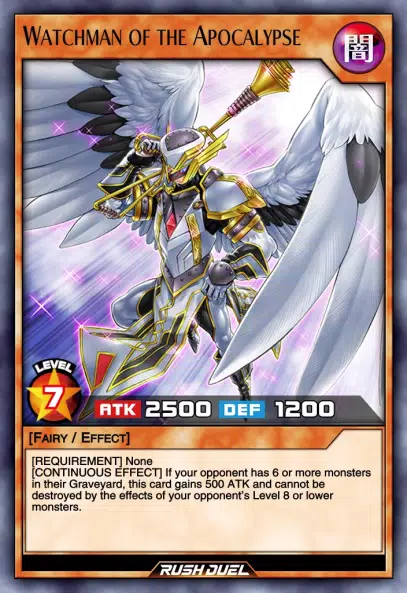 WATCHMAN OF THE APOCALYPSE
闇
LEVEL
7
ATK 2500 DEF 1200
[FAIRY / EFFECT]
[REQUIREMENT] None
[CONTINUOUS EFFECT] If your opponent has 6 or more monsters
in their Graveyard, this card gains 500 ATK and cannot be
destroyed by the effects of your opponent's Level 8 or lower
monsters.
RUSH DUEL